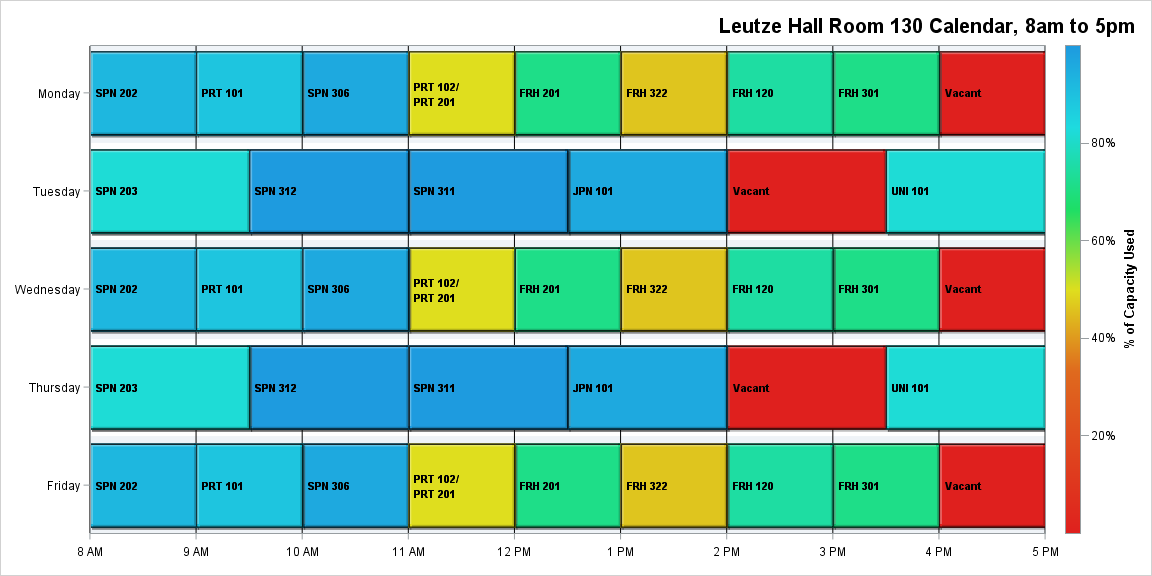 Leutze Hall Room 130 Calendar, 8am to 5pm
Monday
SPN 202
PRT 101
SPN 306
PRT 102/
PRT 201
FRH 201
FRH 322
FRH 120
FRH 301
Vacant
Tuesday
SPN 203
SPN 312
SPN 311
JPN 101
Vacant
UNI 101
Wednesday
SPN 202
PRT 101
SPN 306
PRT 102/
PRT 201
FRH 201
FRH 322
FRH 120
FRH 301
Vacant
Thursday
SPN 203
SPN 312
SPN 311
JPN 101
Vacant
UNI 101
Friday
SPN 202
PRT 101
SPN 306
PRT 102/
PRT 201
FRH 201
FRH 322
FRH 120
FRH 301
Vacant
8 AM
9 AM
10 AM
11 AM
12 PM
1 PM
2 PM
3 PM
4 PM
5 PM
80%
60%
40%
20%
% of Capacity Used